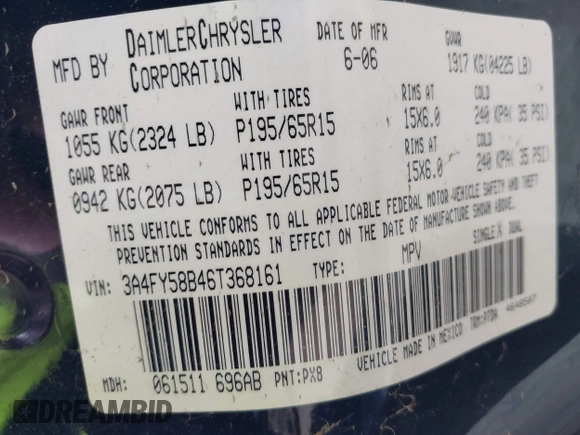 MFD BY DAIMLERCHRYSLER CORPORATION DATE OF MFR 6-06 GVWR 1917 KG(04225 LB)
GAWR FRONT WITH TIRES RIMS AT COLD
1055 KG(2324 LB) P195/65R15 15X6.0 240 KPA( 35 PSI)
GAWR REAR WITH TIRES RIMS AT COLD
0942 KG(2075 LB) P195/65R15 15X6.0 240 KPA( 35 PSI)
THIS VEHICLE CONFORMS TO ALL APPLICABLE FEDERAL MOTOR-VEHICLE SAFETY AND THEFT
PREVENTION STANDARDS IN EFFECT ON THE DATE OF MANUFACTURE SHOWN ABOVE.
VIN: 3A4FY58B46T368161 TYPE: MPV SINGLE X DUAL
VEHICLE MADE IN MEXICO TRM:P7DA 4648507
MDH: 061511 696AB PNT:PX8
DREAMBID